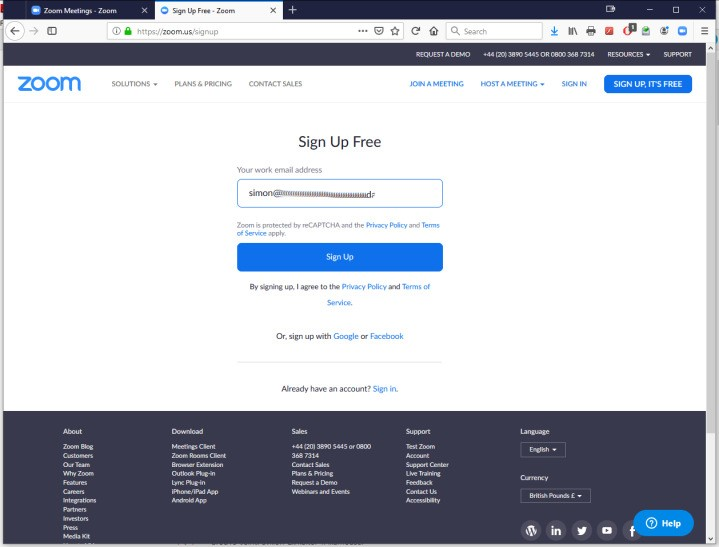 Zoom Meetings - Zoom
Sign Up Free - Zoom
https://zoom.us/signup
Search
REQUEST A DEMO
+44 (20) 3890 5445 OR 0800 368 7314
RESOURCES
SUPPORT
zoom
SOLUTIONS
PLANS & PRICING
CONTACT SALES
JOIN A MEETING
HOST A MEETING
SIGN IN
SIGN UP, IT'S FREE
Sign Up Free
Your work email address
simon@
Zoom is protected by reCAPTCHA and the Privacy Policy and Terms
of Service apply.
Sign Up
By signing up, I agree to the Privacy Policy and Terms of
Service.
Or, sign up with Google or Facebook
Already have an account? Sign in.
About
Zoom Blog
Customers
Our Team
Why Zoom
Features
Careers
Integrations
Partners
Investors
Press
Media Kit
Download
Meetings Client
Zoom Rooms Client
Browser Extension
Outlook Plug-in
Lync Plug-in
iPhone/iPad App
Android App
Sales
+44 (20) 3890 5445 or 0800
368 7314
Contact Sales
Plans & Pricing
Request a Demo
Webinars and Events
Support
Test Zoom
Account
Support Center
Live Training
Feedback
Contact Us
Accessibility
Language
English
Currency
British Pounds £
Help